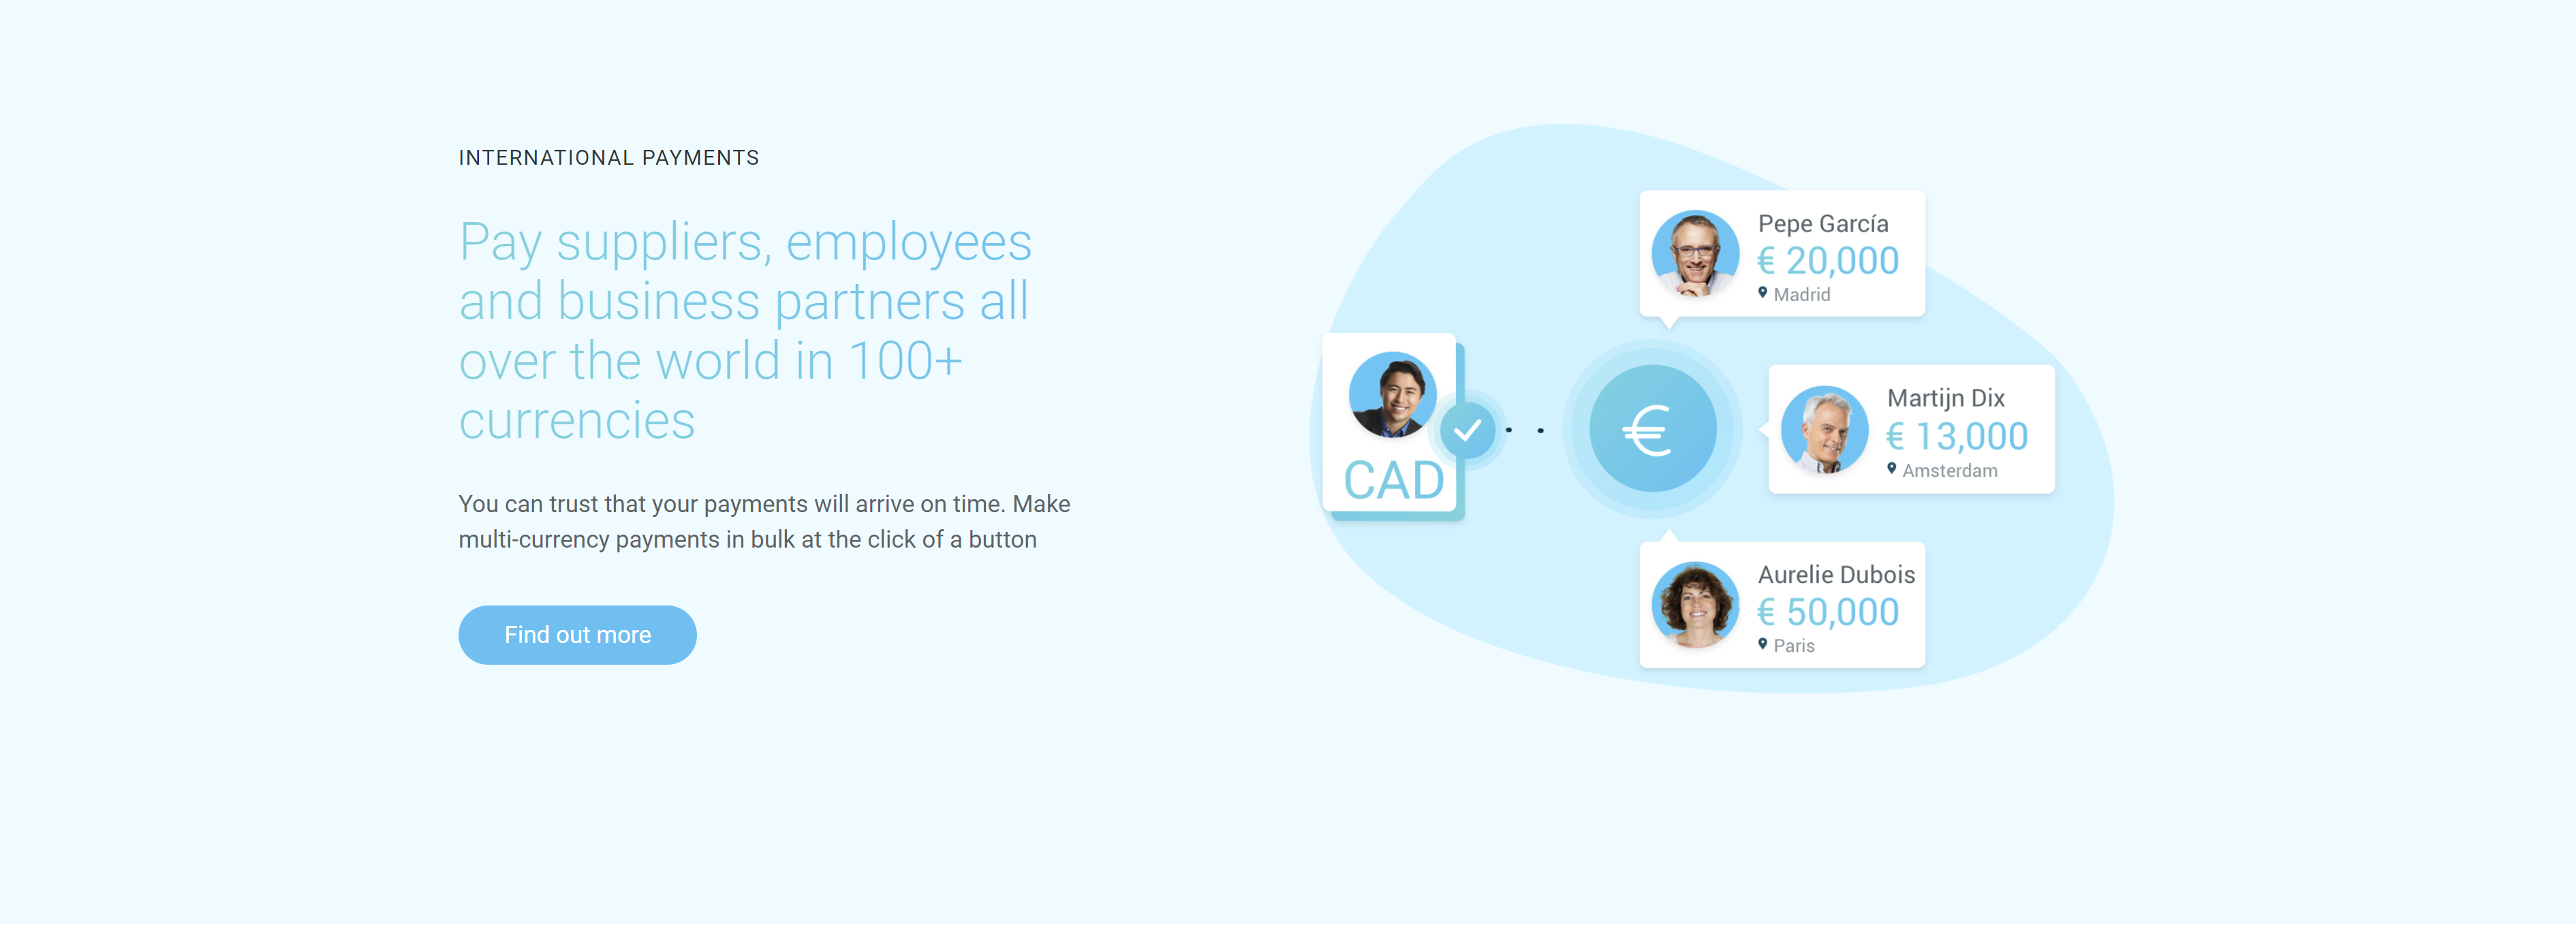 INTERNATIONAL PAYMENTS
Pay suppliers, employees
and business partners all
over the world in 100+
currencies
You can trust that your payments will arrive on time. Make
multi-currency payments in bulk at the click of a button
Find out more
CAD
€
Pepe García
€ 20,000
Madrid
Martijn Dix
€ 13,000
Amsterdam
Aurelie Dubois
€ 50,000
Paris